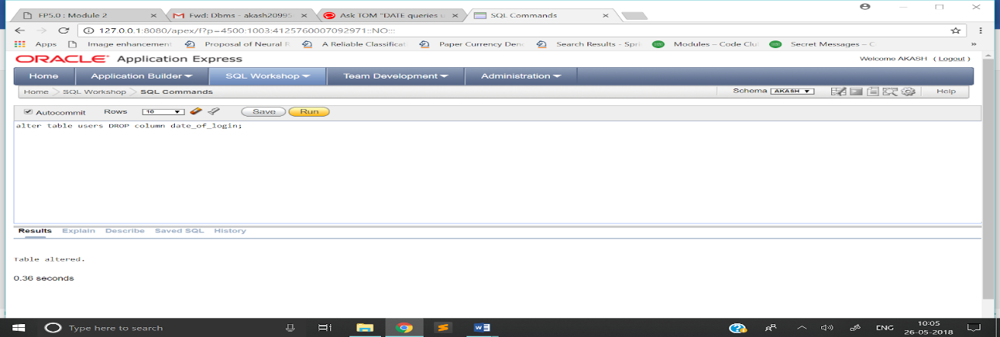 FP5.0 : Module 2 × Fwd: Dbms - akash20995 × Ask TOM "DATE queries u × SQL Commands ×
127.0.0.1:8080/apex/f?p=4500:1003:4125760007092971::NO:::
Apps Image enhancement Proposal of Neural R A Reliable Classificat Paper Currency Deno Search Results - Spri Modules – Code Clu Secret Messages – C »
ORACLE Application Express Welcome AKASH ( Logout )
Home Application Builder SQL Workshop Team Development Administration
Home SQL Workshop SQL Commands Schema AKASH Help
Autocommit Rows 10 Save Run
alter table users DROP column date_of_login;
Results Explain Describe Saved SQL History
Table altered.
0.36 seconds
Type here to search ENG 10:05
26-05-2018